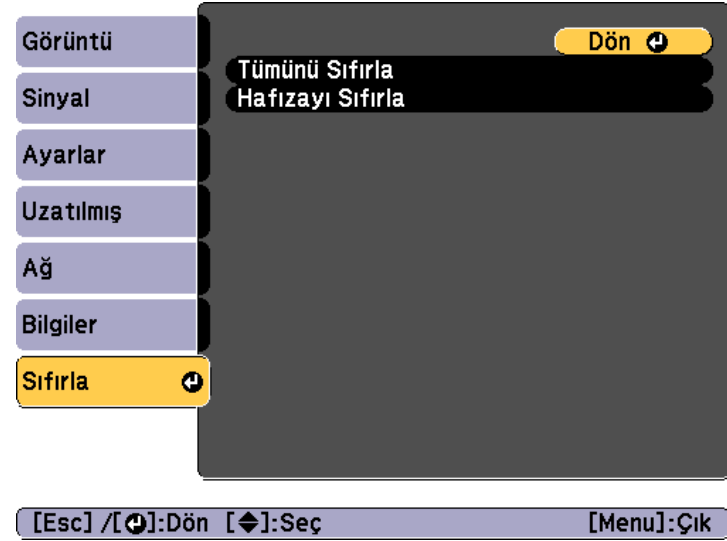 Görüntü
Sinyal
Ayarlar
Uzatılmış
Ağ
Bilgiler
Sıfırla
Dön
Tümünü Sıfırla
Hafızayı Sıfırla
[Esc] /[⏎]:Dön [◆]:Seç [Menu]:Çık